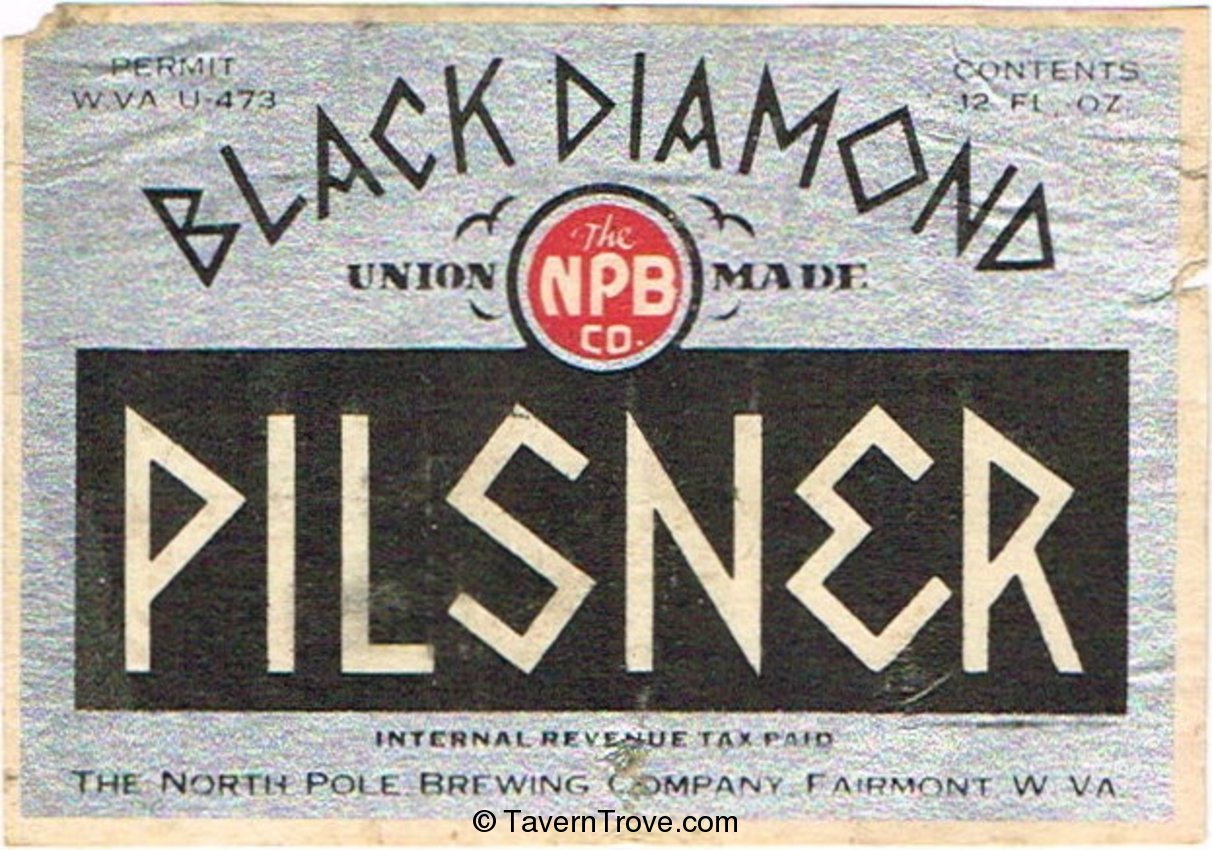 PERMIT
W.VA U-473
CONTENTS
12 FL. OZ.
BLACK DIAMOND
UNION MADE
The
NPB
CO.
PILSNER
INTERNAL REVENUE TAX PAID
THE NORTH POLE BREWING COMPANY FAIRMONT W. VA.
© TavernTrove.com